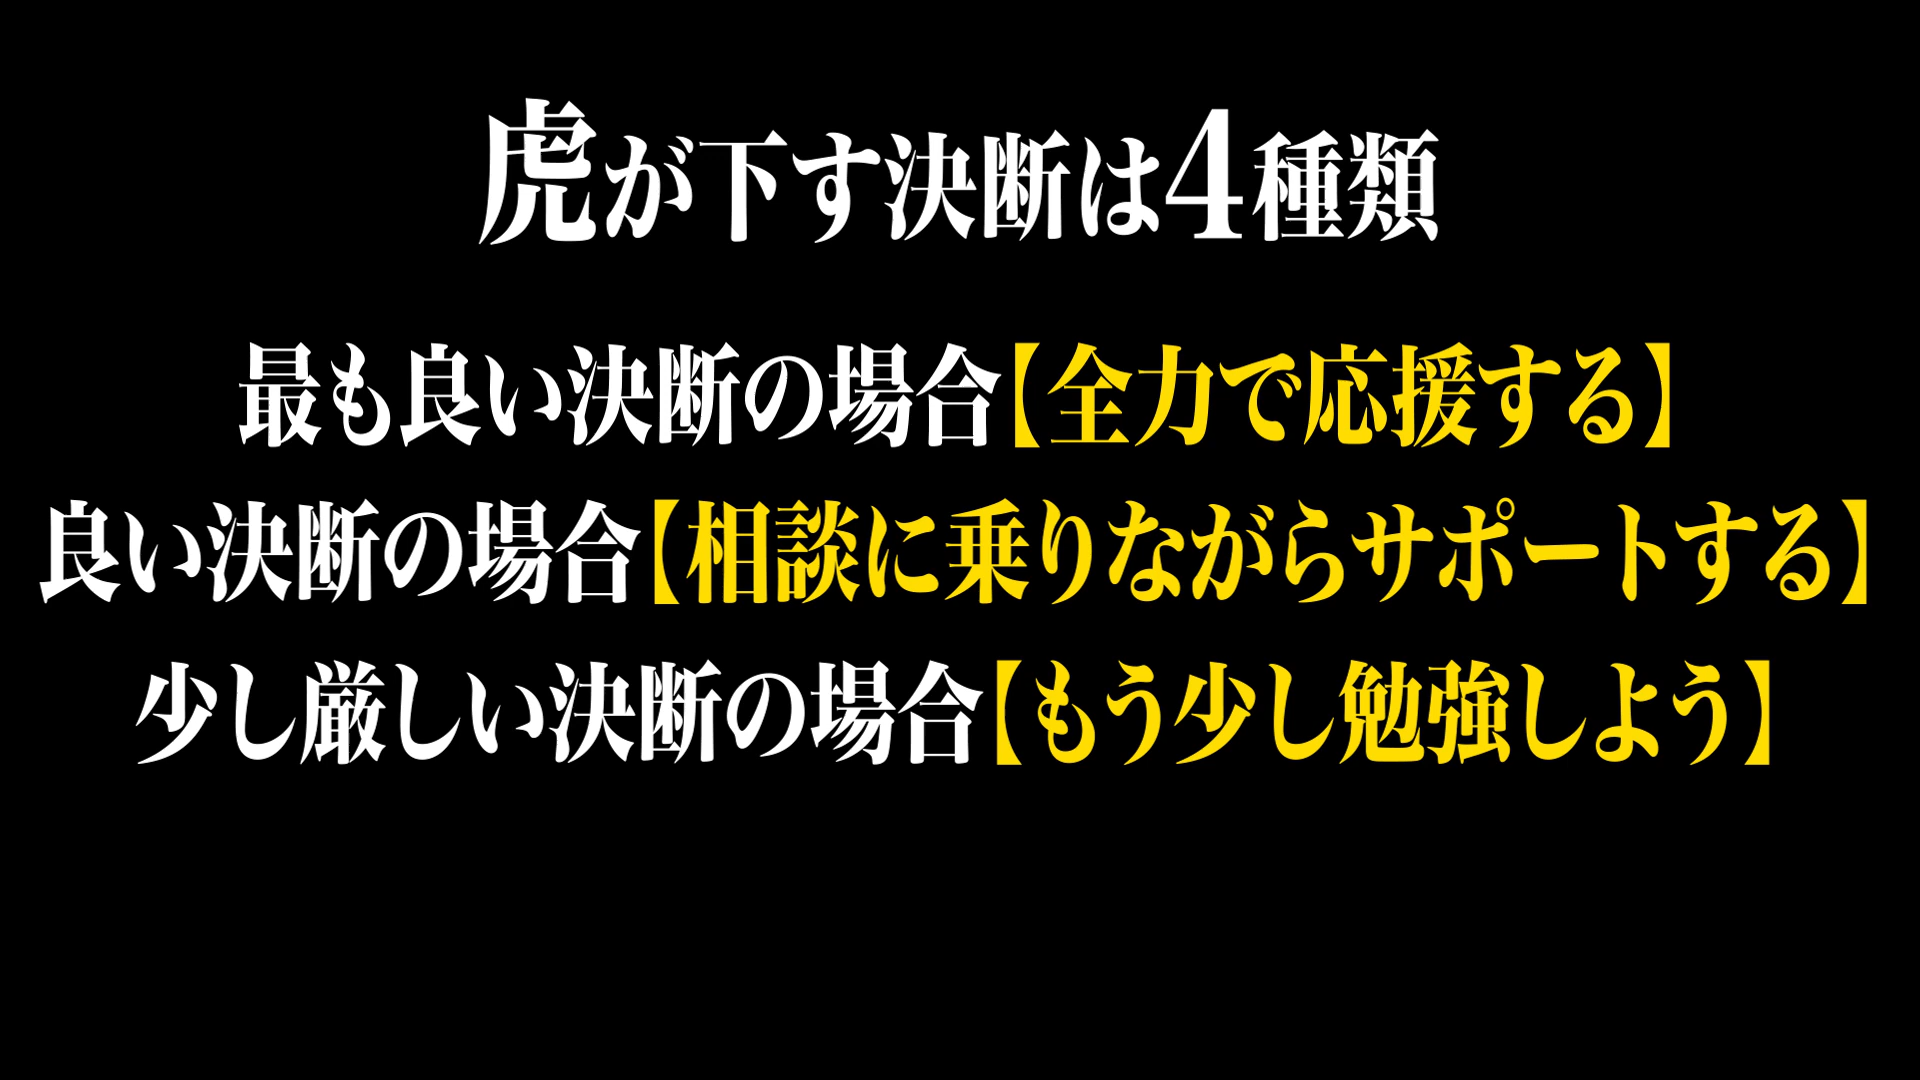 虎が下す決断は4種類
最も良い決断の場合【全力で応援する】
良い決断の場合【相談に乗りながらサポートする】
少し厳しい決断の場合【もう少し勉強しよう】